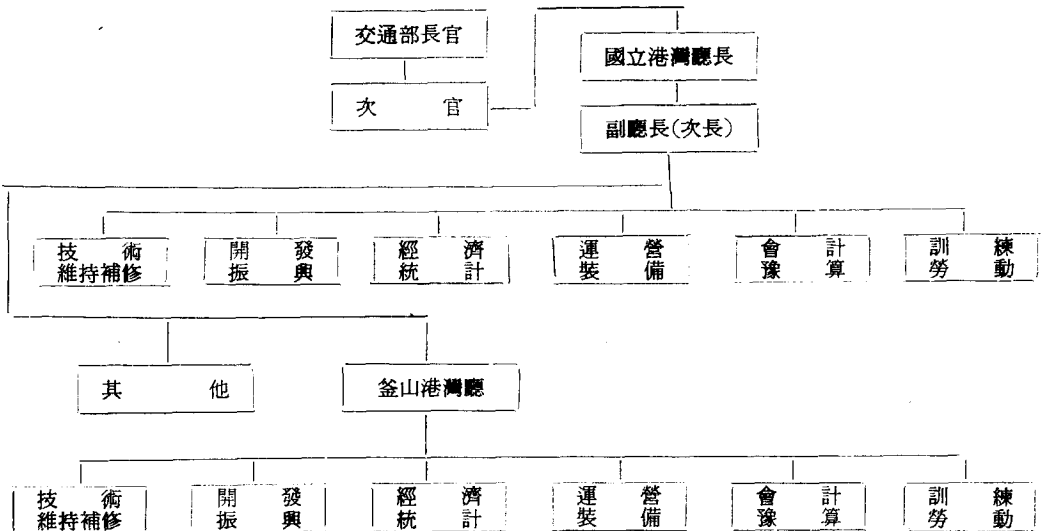 交通部長官
國立港灣廳長
次 官
副廳長(次長)
技 術
維持補修
開 發
振 興
經 濟
統 計
運 營
裝 備
會 計
豫 算
訓 練
勞 動
其 他
釜山港灣廳
技 術
維持補修
開 發
振 興
經 濟
統 計
運 營
裝 備
會 計
豫 算
訓 練
勞 動